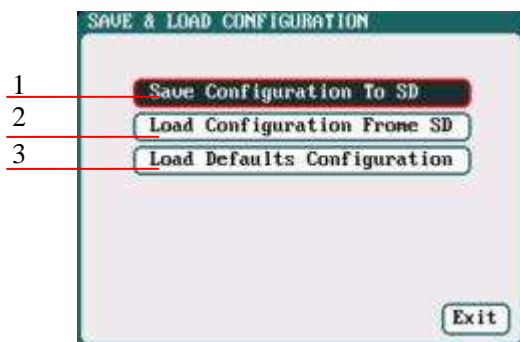 SAVE & LOAD CONFIGURATION
1 Save Configuration To SD
2 Load Configuration Frome SD
3 Load Defaults Configuration
Exit